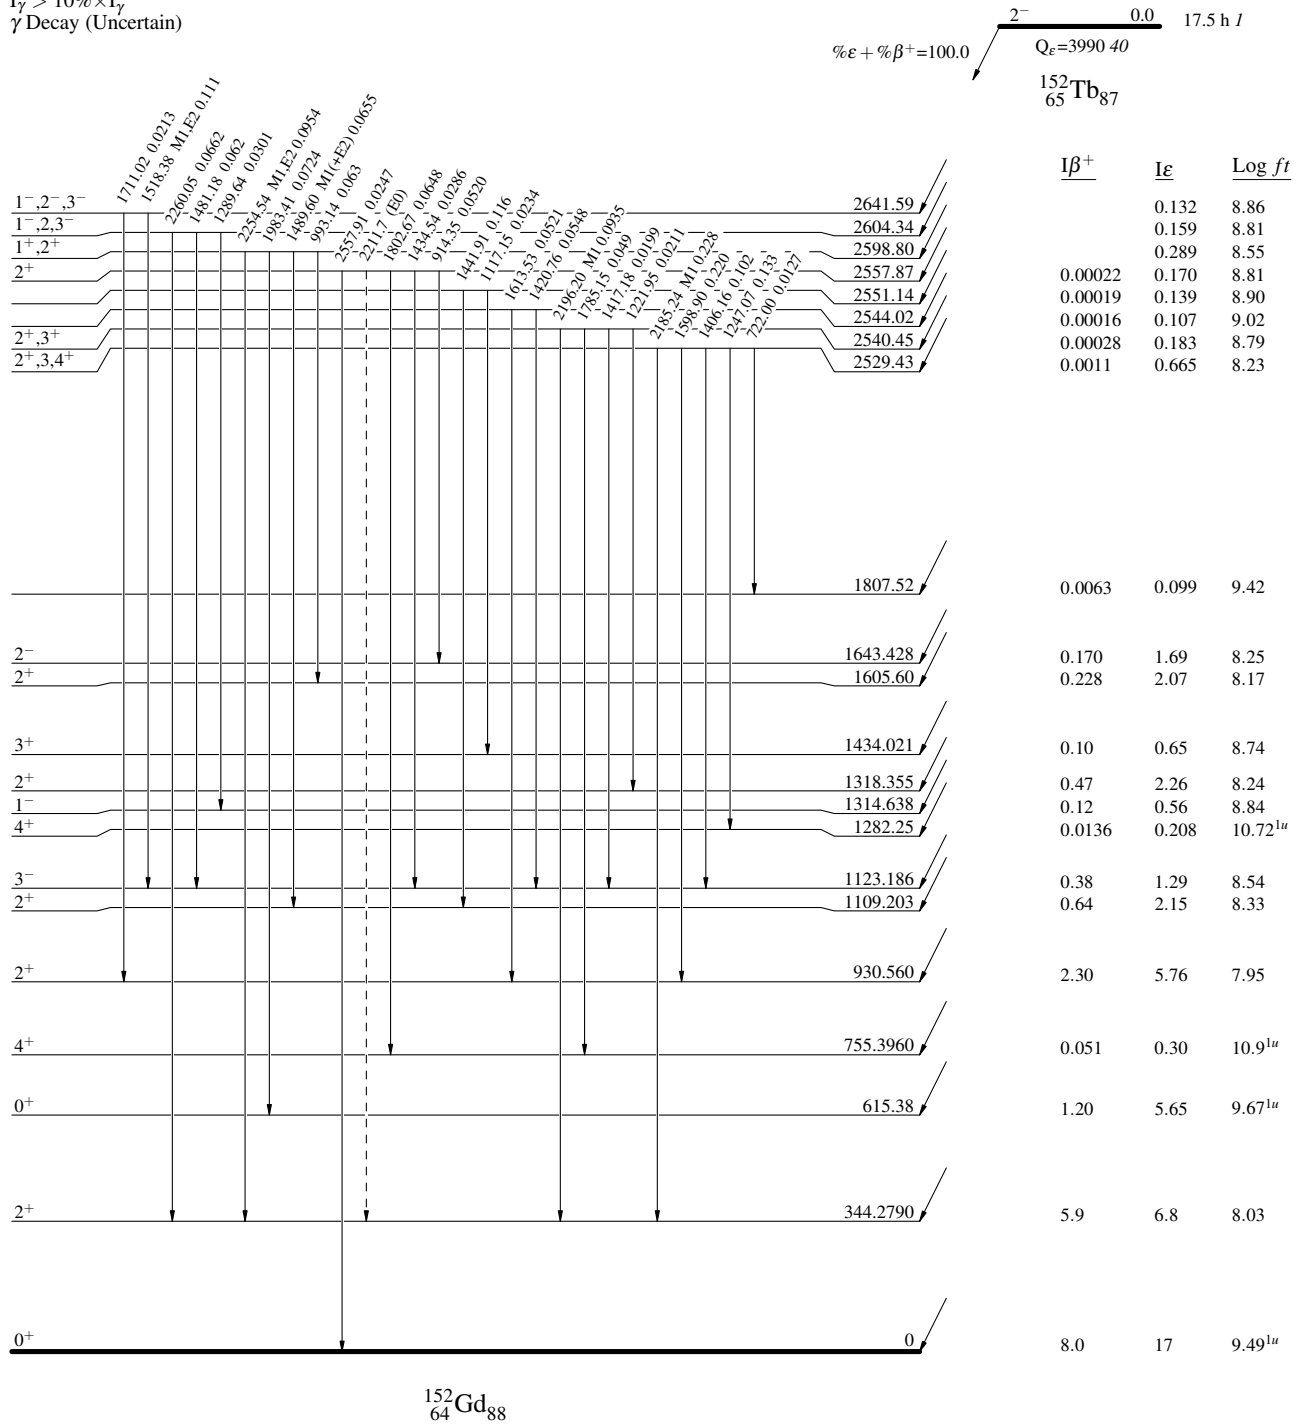 Iγ > 10%×Iγ
γ Decay (Uncertain)
2⁻ 0.0 17.5 h 1
%ε + %β⁺=100.0
Qε=3990 40
¹⁵²₆₅Tb₈₇
1711.02 0.0213
1518.38 M1,E2 0.111
2260.05 0.0662
1481.18 0.062
1289.64 0.0301
2254.54 M1,E2 0.0954
1983.41 0.0724
1489.60 M1(+E2) 0.0655
993.14 0.063
2557.91 0.0247
2211.7 (E0)
1802.67 0.0648
1434.54 0.0286
914.35 0.0520
1441.91 0.116
1117.15 0.0234
1613.53 0.0521
1420.76 0.0548
2196.20 M1 0.0935
1785.15 0.049
1417.18 0.0199
1221.95 0.0211
2185.24 M1 0.228
1598.90 0.220
1406.16 0.102
1247.07 0.133
722.00 0.0127
Iβ⁺ Iε Log ft
1⁻,2⁻,3⁻ 2641.59 0.132 8.86
1⁻,2,3⁻ 2604.34 0.159 8.81
1⁺,2⁺ 2598.80 0.289 8.55
2⁺ 2557.87 0.00022 0.170 8.81
2551.14 0.00019 0.139 8.90
2544.02 0.00016 0.107 9.02
2⁺,3⁺ 2540.45 0.00028 0.183 8.79
2⁺,3,4⁺ 2529.43 0.0011 0.665 8.23
1807.52 0.0063 0.099 9.42
2⁻ 1643.428 0.170 1.69 8.25
2⁺ 1605.60 0.228 2.07 8.17
3⁺ 1434.021 0.10 0.65 8.74
2⁺ 1318.355 0.47 2.26 8.24
1⁻ 1314.638 0.12 0.56 8.84
4⁺ 1282.25 0.0136 0.208 10.72¹ᵘ
3⁻ 1123.186 0.38 1.29 8.54
2⁺ 1109.203 0.64 2.15 8.33
2⁺ 930.560 2.30 5.76 7.95
4⁺ 755.3960 0.051 0.30 10.9¹ᵘ
0⁺ 615.38 1.20 5.65 9.67¹ᵘ
2⁺ 344.2790 5.9 6.8 8.03
0⁺ 0 8.0 17 9.49¹ᵘ
¹⁵²₆₄Gd₈₈